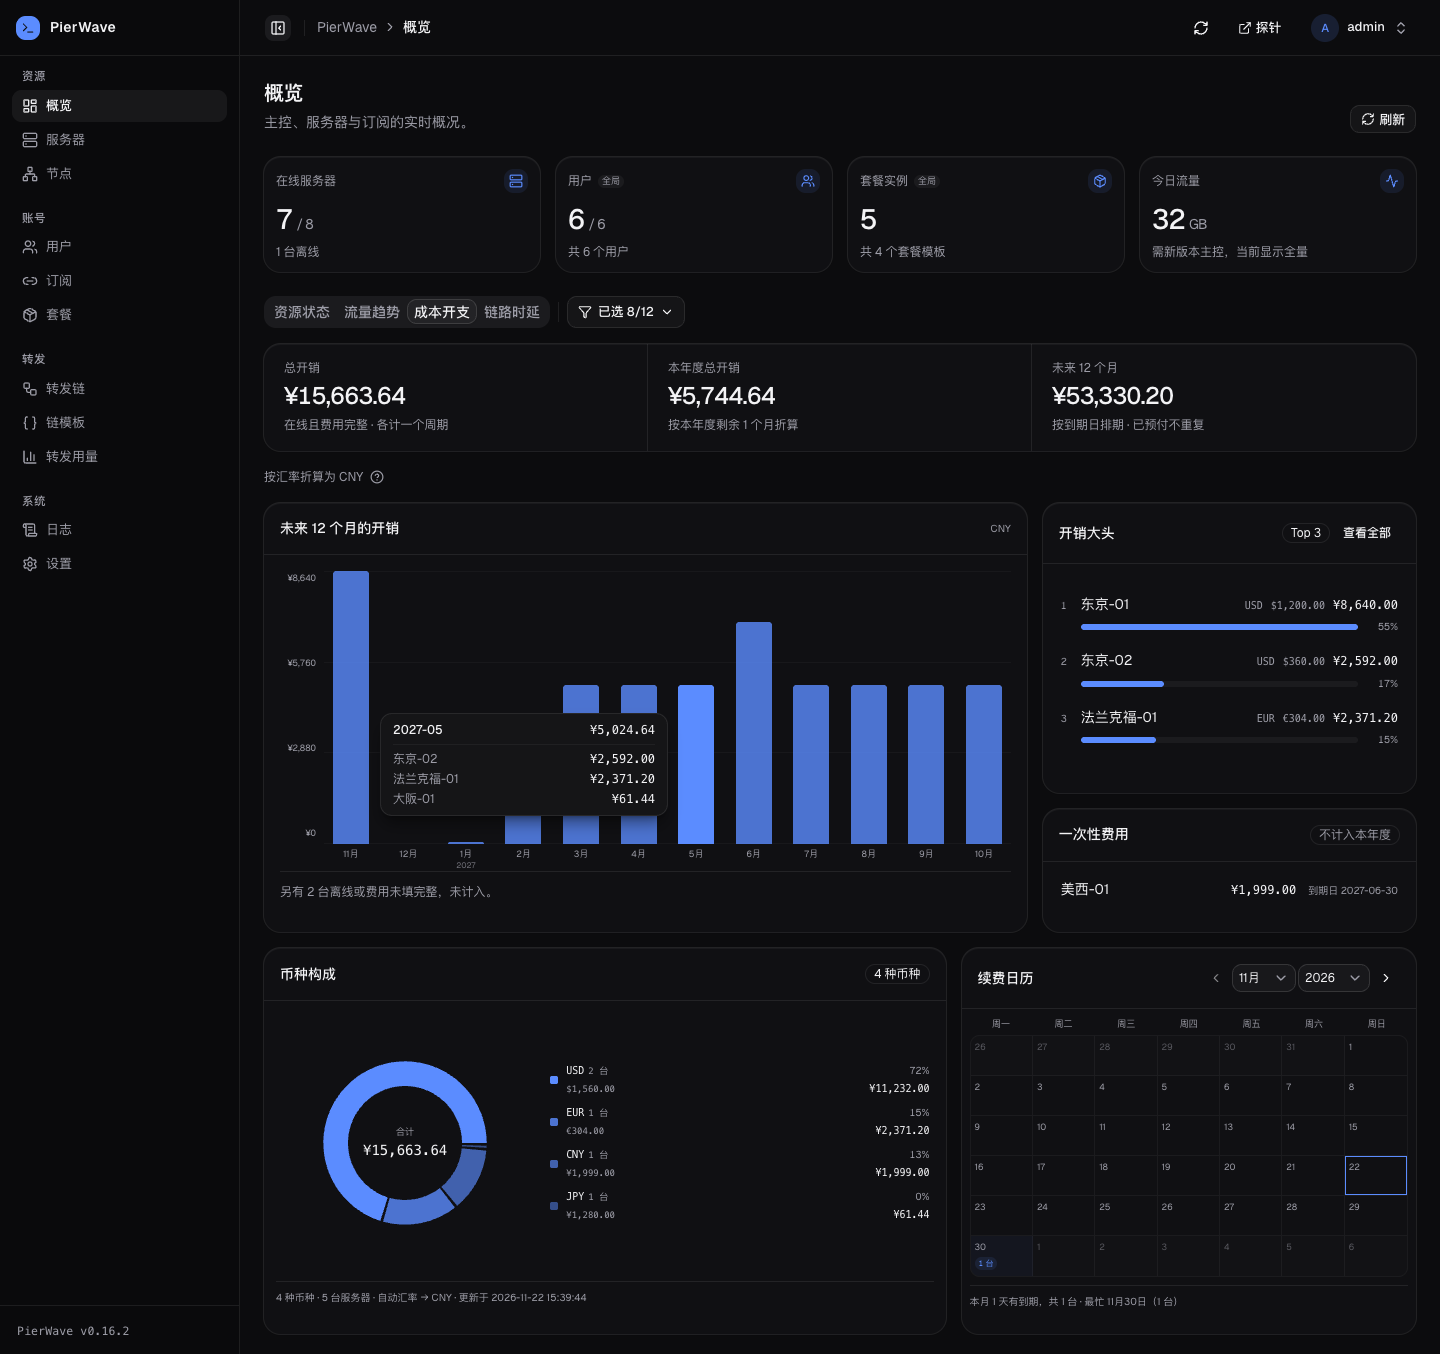 PierWave
资源
概览
服务器
节点
账号
用户
订阅
套餐
转发
转发链
链模板
转发用量
系统
日志
设置
PierWave v0.16.2
PierWave > 概览
探针
A admin
概览
主控、服务器与订阅的实时概况。
刷新
在线服务器
7 / 8
1 台离线
用户 全局
6 / 6
共 6 个用户
套餐实例 全局
5
共 4 个套餐模板
今日流量
32 GB
需新版本主控，当前显示全量
资源状态 流量趋势 成本开支 链路时延 已选 8/12
总开销
¥15,663.64
在线且费用完整 · 各计一个周期
本年度总开销
¥5,744.64
按本年度剩余 1 个月折算
未来 12 个月
¥53,330.20
按到期日排期 · 已预付不重复
按汇率折算为 CNY
未来 12 个月的开销 CNY
¥8,640
¥5,760
¥2,880
¥0
2027-05 ¥5,024.64
东京-02 ¥2,592.00
法兰克福-01 ¥2,371.20
大阪-01 ¥61.44
11月 12月 1月 2月 3月 4月 5月 6月 7月 8月 9月 10月
2027
另有 2 台离线或费用未填完整，未计入。
开销大头 Top 3 查看全部
1 东京-01 USD $1,200.00 ¥8,640.00
55%
2 东京-02 USD $360.00 ¥2,592.00
17%
3 法兰克福-01 EUR €304.00 ¥2,371.20
15%
一次性费用 不计入本年度
美西-01 ¥1,999.00 到期日 2027-06-30
币种构成 4 种币种
合计
¥15,663.64
USD 2 台 72%
$1,560.00 ¥11,232.00
EUR 1 台 15%
€304.00 ¥2,371.20
CNY 1 台 13%
¥1,999.00 ¥1,999.00
JPY 1 台 0%
¥1,280.00 ¥61.44
4 种币种 · 5 台服务器 · 自动汇率 → CNY · 更新于 2026-11-22 15:39:44
续费日历 11月 2026
周一 周二 周三 周四 周五 周六 周日
26 27 28 29 30 31 1
2 3 4 5 6 7 8
9 10 11 12 13 14 15
16 17 18 19 20 21 22
23 24 25 26 27 28 29
30 1 2 3 4 5 6
1 台
本月 1 天有到期，共 1 台 · 最忙 11月30日（1 台）